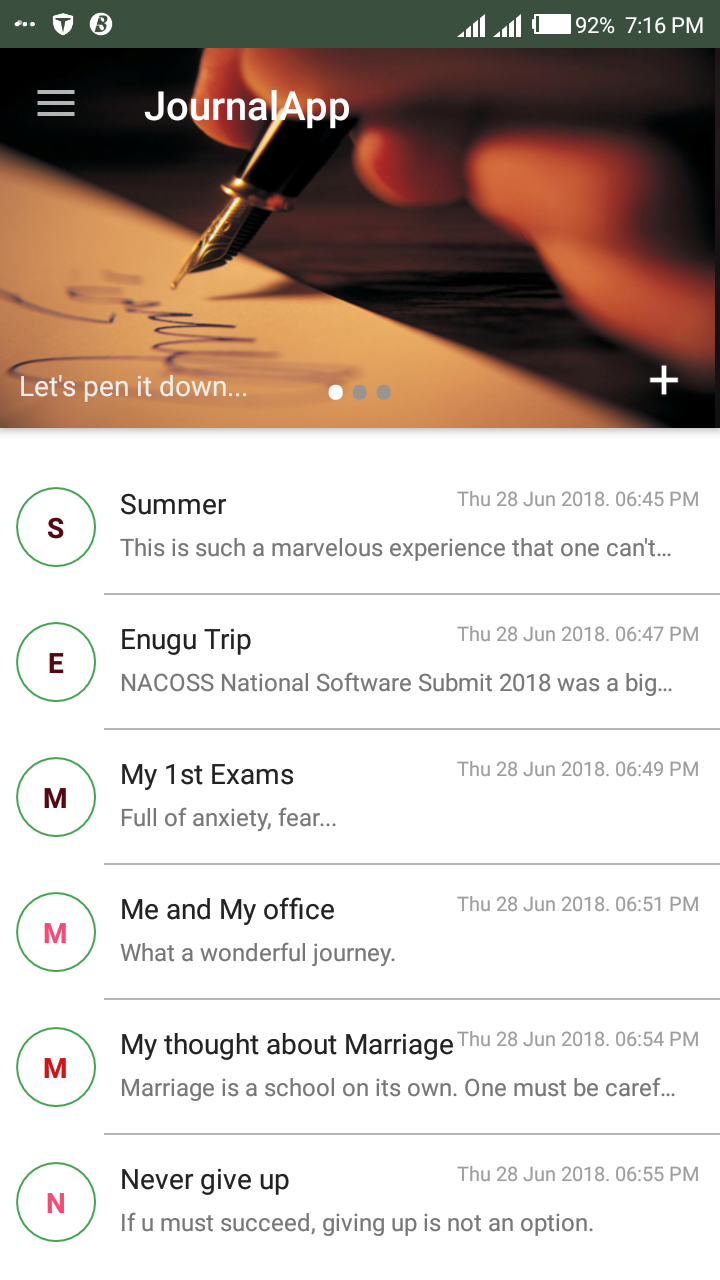 92% 7:16 PM
JournalApp
Let's pen it down...
S
Summer
Thu 28 Jun 2018. 06:45 PM
This is such a marvelous experience that one can't...
E
Enugu Trip
Thu 28 Jun 2018. 06:47 PM
NACOSS National Software Submit 2018 was a big...
M
My 1st Exams
Thu 28 Jun 2018. 06:49 PM
Full of anxiety, fear...
M
Me and My office
Thu 28 Jun 2018. 06:51 PM
What a wonderful journey.
M
My thought about Marriage
Thu 28 Jun 2018. 06:54 PM
Marriage is a school on its own. One must be caref...
N
Never give up
Thu 28 Jun 2018. 06:55 PM
If u must succeed, giving up is not an option.